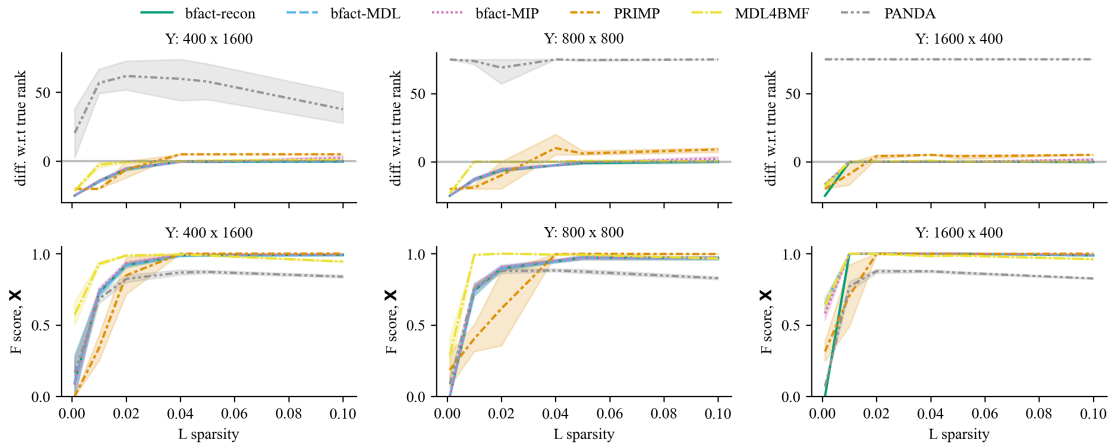 bfact-recon bfact-MDL bfact-MIP PRIMP MDL4BMF PANDA
Y: 400 x 1600 Y: 800 x 800 Y: 1600 x 400
diff. w.r.t true rank diff. w.r.t true rank diff. w.r.t true rank
50 50 50
0 0 0
Y: 400 x 1600 Y: 800 x 800 Y: 1600 x 400
F score, X F score, X F score, X
1.0 1.0 1.0
0.5 0.5 0.5
0.0 0.0 0.0
0.00 0.02 0.04 0.06 0.08 0.10 0.00 0.02 0.04 0.06 0.08 0.10 0.00 0.02 0.04 0.06 0.08 0.10
L sparsity L sparsity L sparsity